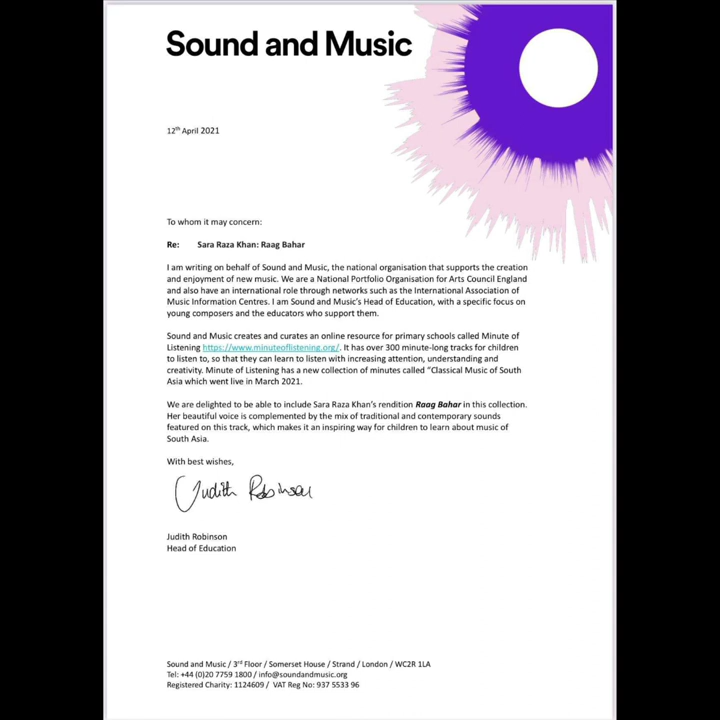 Sound and Music
12th April 2021
To whom it may concern:
Re: Sara Raza Khan: Raag Bahar
I am writing on behalf of Sound and Music, the national organisation that supports the creation
and enjoyment of new music. We are a National Portfolio Organisation for Arts Council England
and also have an international role through networks such as the International Association of
Music Information Centres. I am Sound and Music's Head of Education, with a specific focus on
young composers and the educators who support them.
Sound and Music creates and curates an online resource for primary schools called Minute of
Listening https://www.minuteoflistening.org/. It has over 300 minute-long tracks for children
to listen to, so that they can learn to listen with increasing attention, understanding and
creativity. Minute of Listening has a new collection of minutes called “Classical Music of South
Asia which went live in March 2021.
We are delighted to be able to include Sara Raza Khan's rendition Raag Bahar in this collection.
Her beautiful voice is complemented by the mix of traditional and contemporary sounds
featured on this track, which makes it an inspiring way for children to learn about music of
South Asia.
With best wishes,
Judith Robinson
Judith Robinson
Head of Education
Sound and Music / 3rd Floor / Somerset House / Strand / London / WC2R 1LA
Tel: +44 (0)20 7759 1800 / info@soundandmusic.org
Registered Charity: 1124609 / VAT Reg No: 937 5533 96